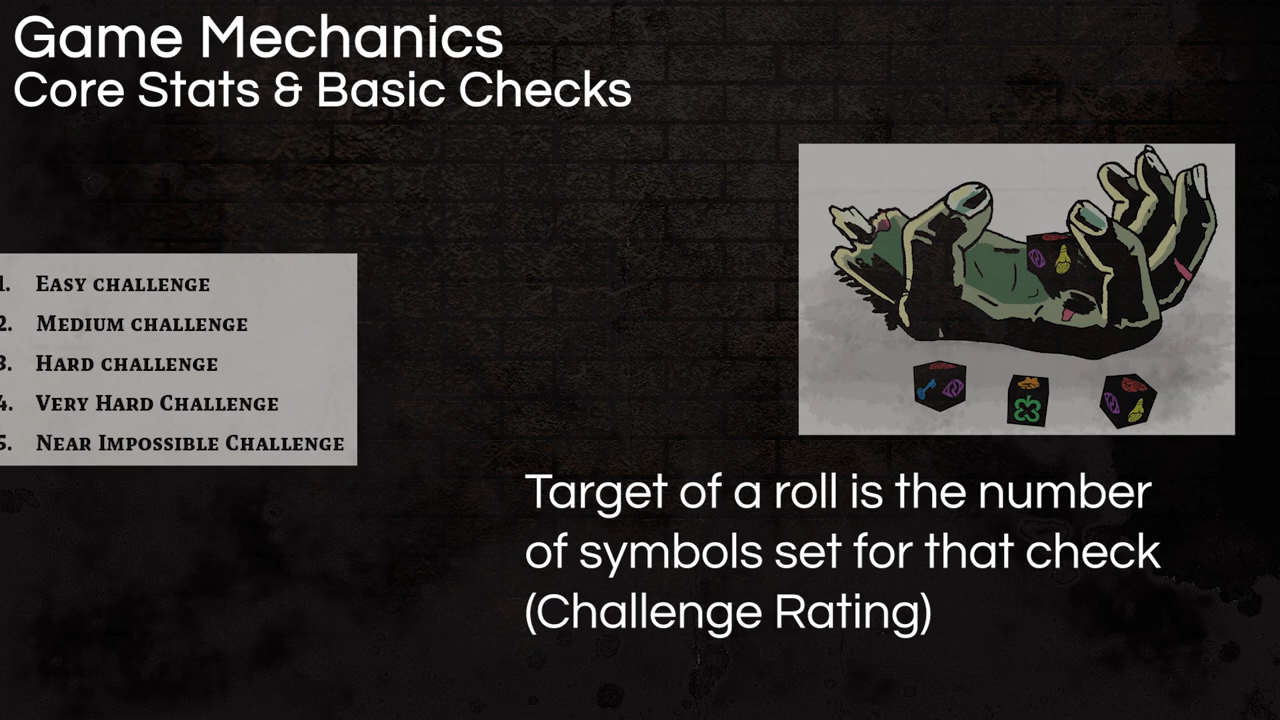 Game Mechanics
Core Stats & Basic Checks
1. Easy challenge
2. Medium challenge
3. Hard challenge
4. Very Hard Challenge
5. Near Impossible Challenge
Target of a roll is the number
of symbols set for that check
(Challenge Rating)